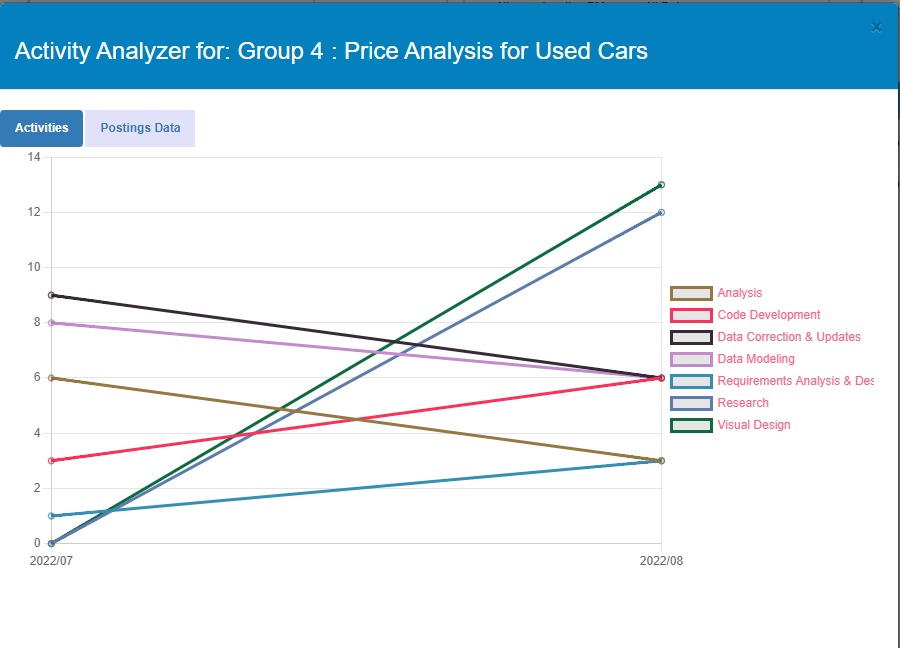 Activity Analyzer for: Group 4 : Price Analysis for Used Cars
×
Activities
Postings Data
14
12
10
8
6
4
2
0
2022/07
2022/08
Analysis
Code Development
Data Correction & Updates
Data Modeling
Requirements Analysis & Des
Research
Visual Design